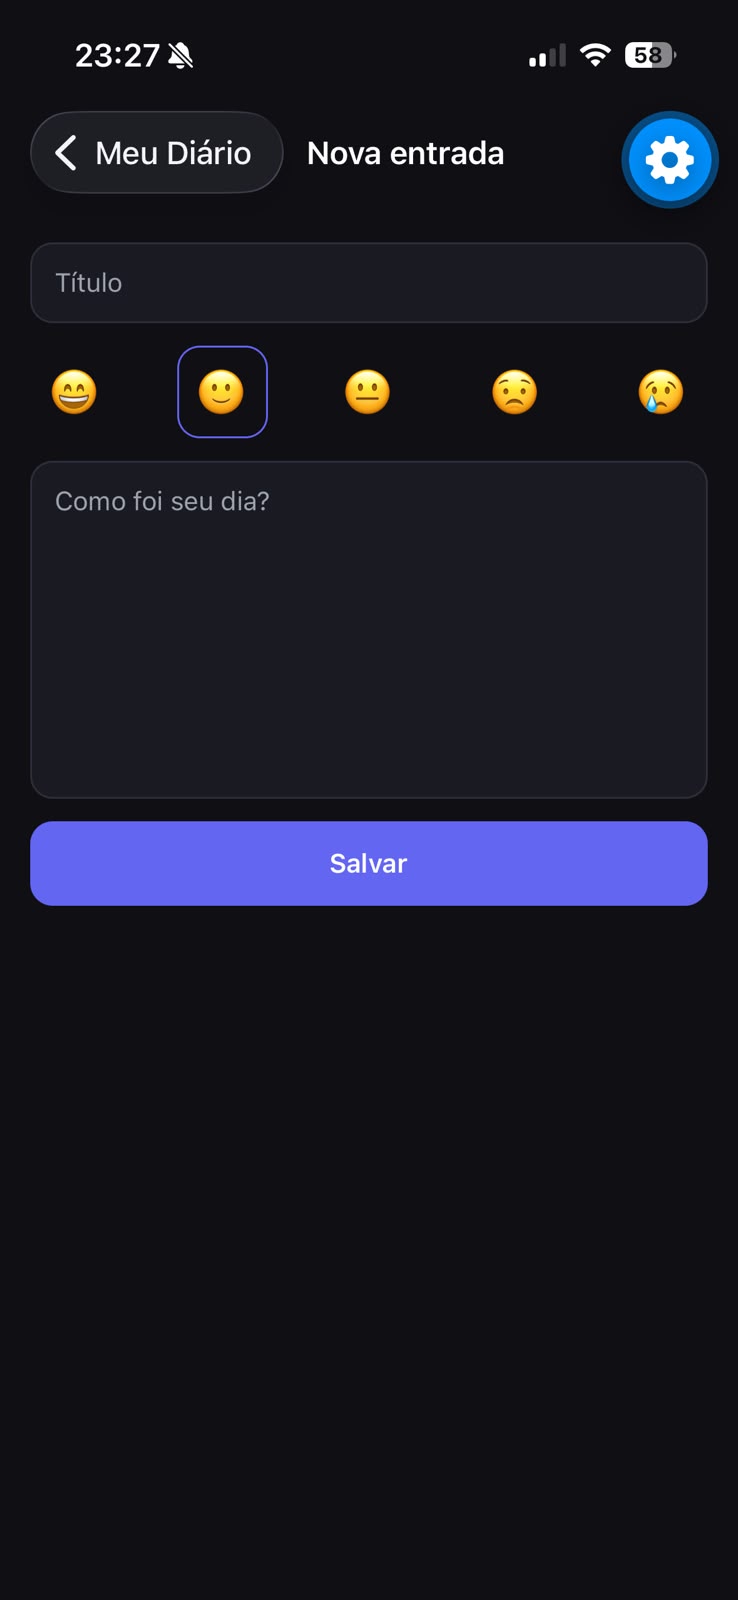 23:27
58
Meu Diário
Nova entrada
Título
Como foi seu dia?
Salvar